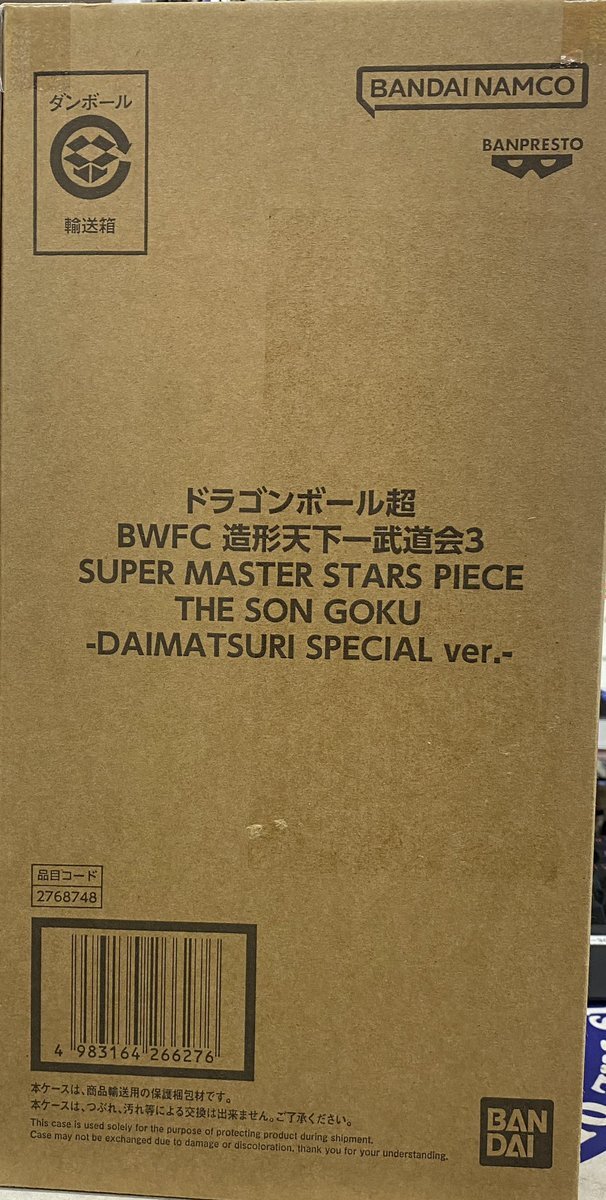 ダンボール
輸送箱
BANDAI NAMCO
BANPRESTO
ドラゴンボール超
BWFC 造形天下一武道会3
SUPER MASTER STARS PIECE
THE SON GOKU
-DAIMATSURI SPECIAL ver.-
品目コード
2768748
4 983164 266276
本ケースは、商品輸送用の保護梱包材です。
本ケースは、つぶれ、汚れ等による交換は出来ません。ご了承ください。
This case is used solely for the purpose of protecting product during shipment.
Case may not be exchanged due to damage or discoloration, thank you for your understanding.
BAN
DAI